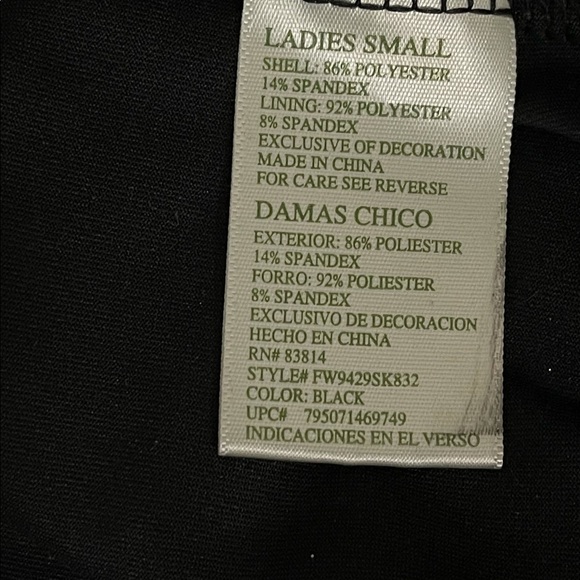 LADIES SMALL
SHELL: 86% POLYESTER
14% SPANDEX
LINING: 92% POLYESTER
8% SPANDEX
EXCLUSIVE OF DECORATION
MADE IN CHINA
FOR CARE SEE REVERSE
DAMAS CHICO
EXTERIOR: 86% POLIESTER
14% SPANDEX
FORRO: 92% POLIESTER
8% SPANDEX
EXCLUSIVO DE DECORACION
HECHO EN CHINA
RN# 83814
STYLE# FW9429SK832
COLOR: BLACK
UPC# 795071469749
INDICACIONES EN EL VERSO